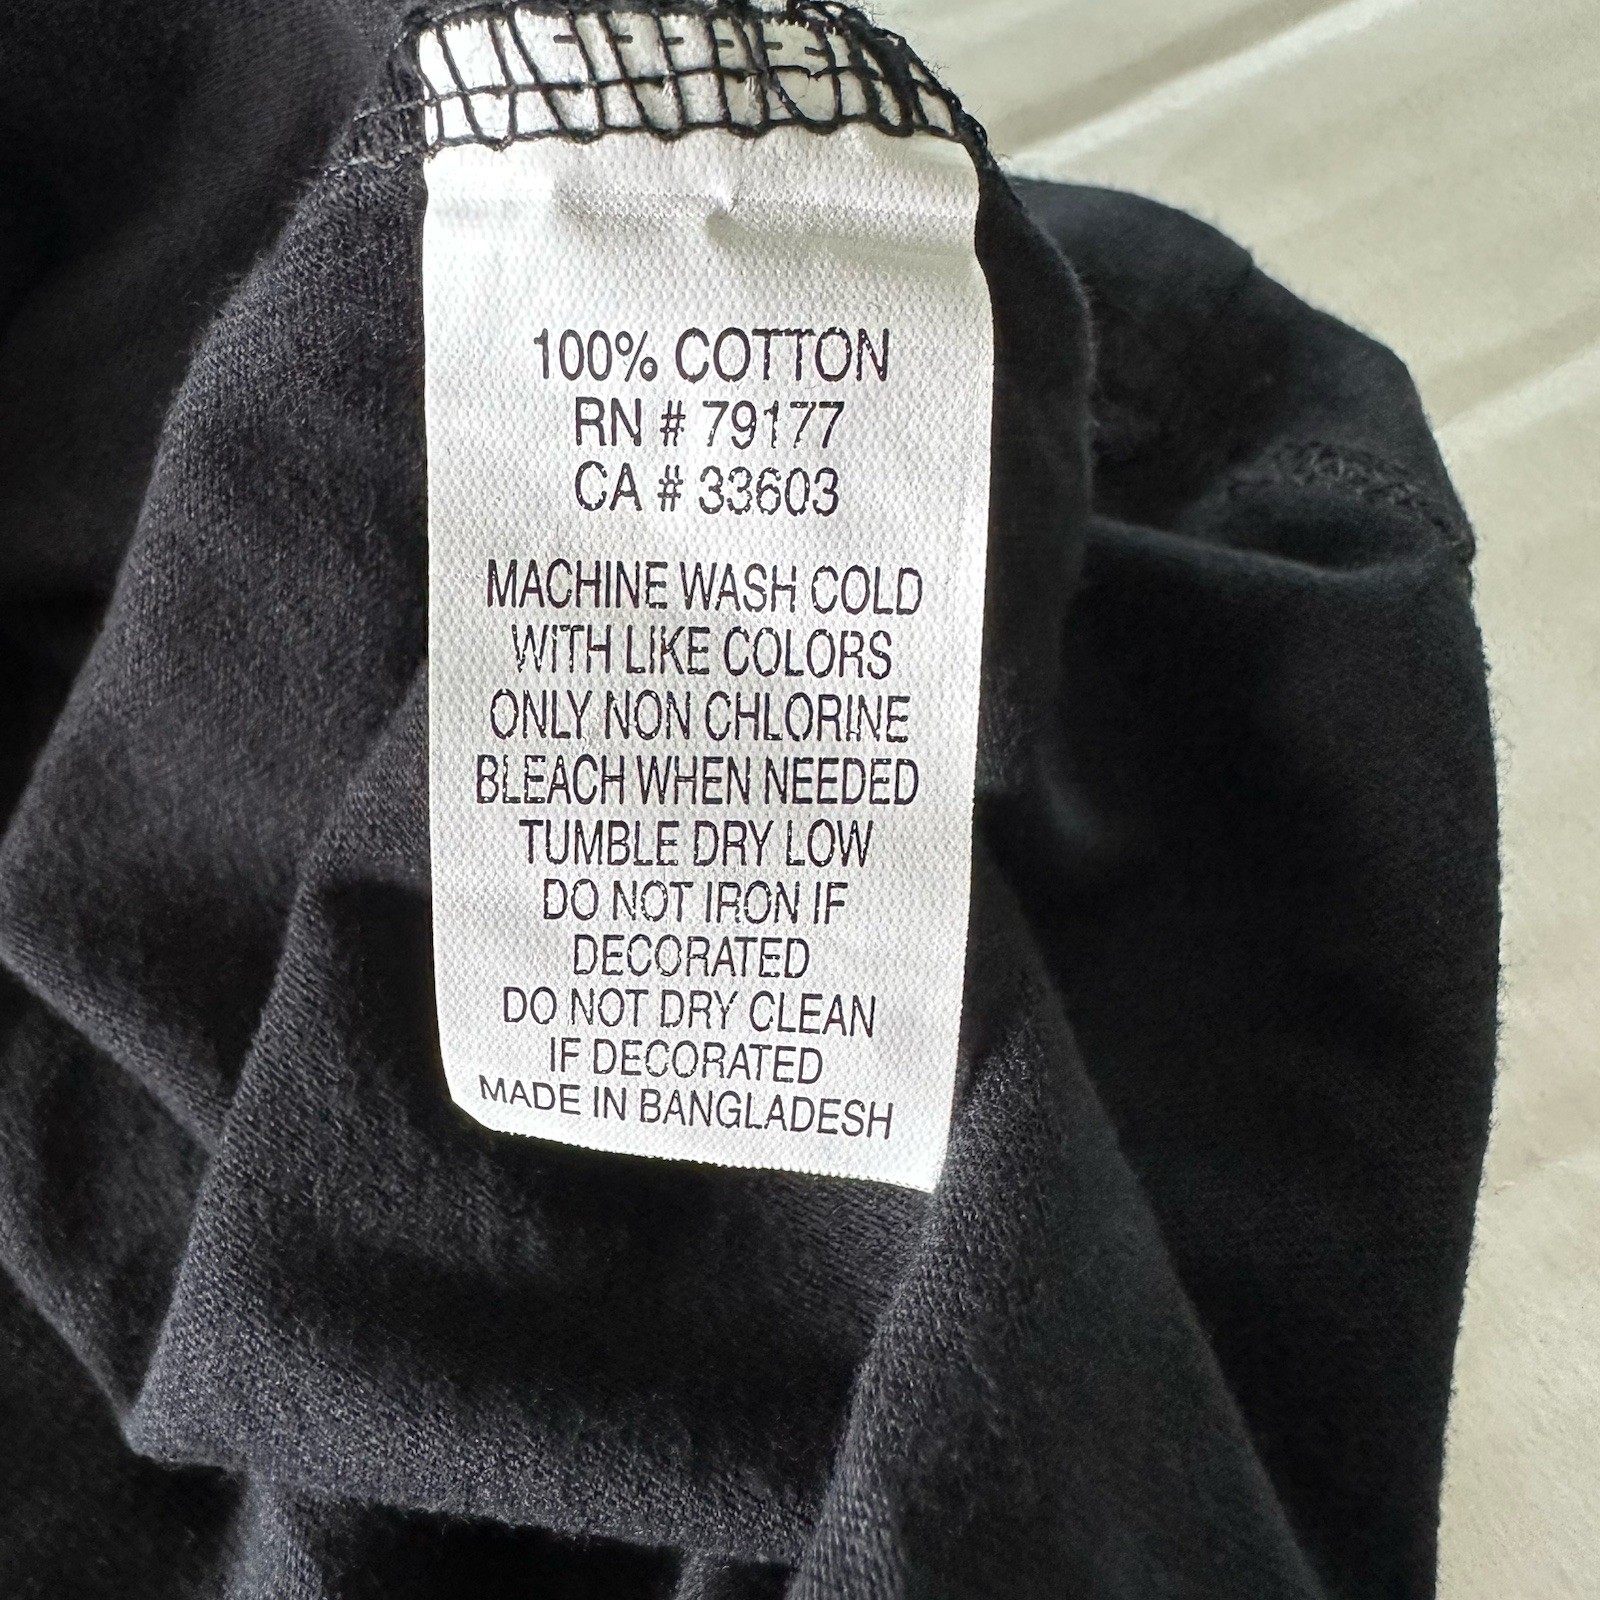 100% COTTON
RN # 79177
CA # 33603
MACHINE WASH COLD
WITH LIKE COLORS
ONLY NON CHLORINE
BLEACH WHEN NEEDED
TUMBLE DRY LOW
DO NOT IRON IF
DECORATED
DO NOT DRY CLEAN
IF DECORATED
MADE IN BANGLADESH